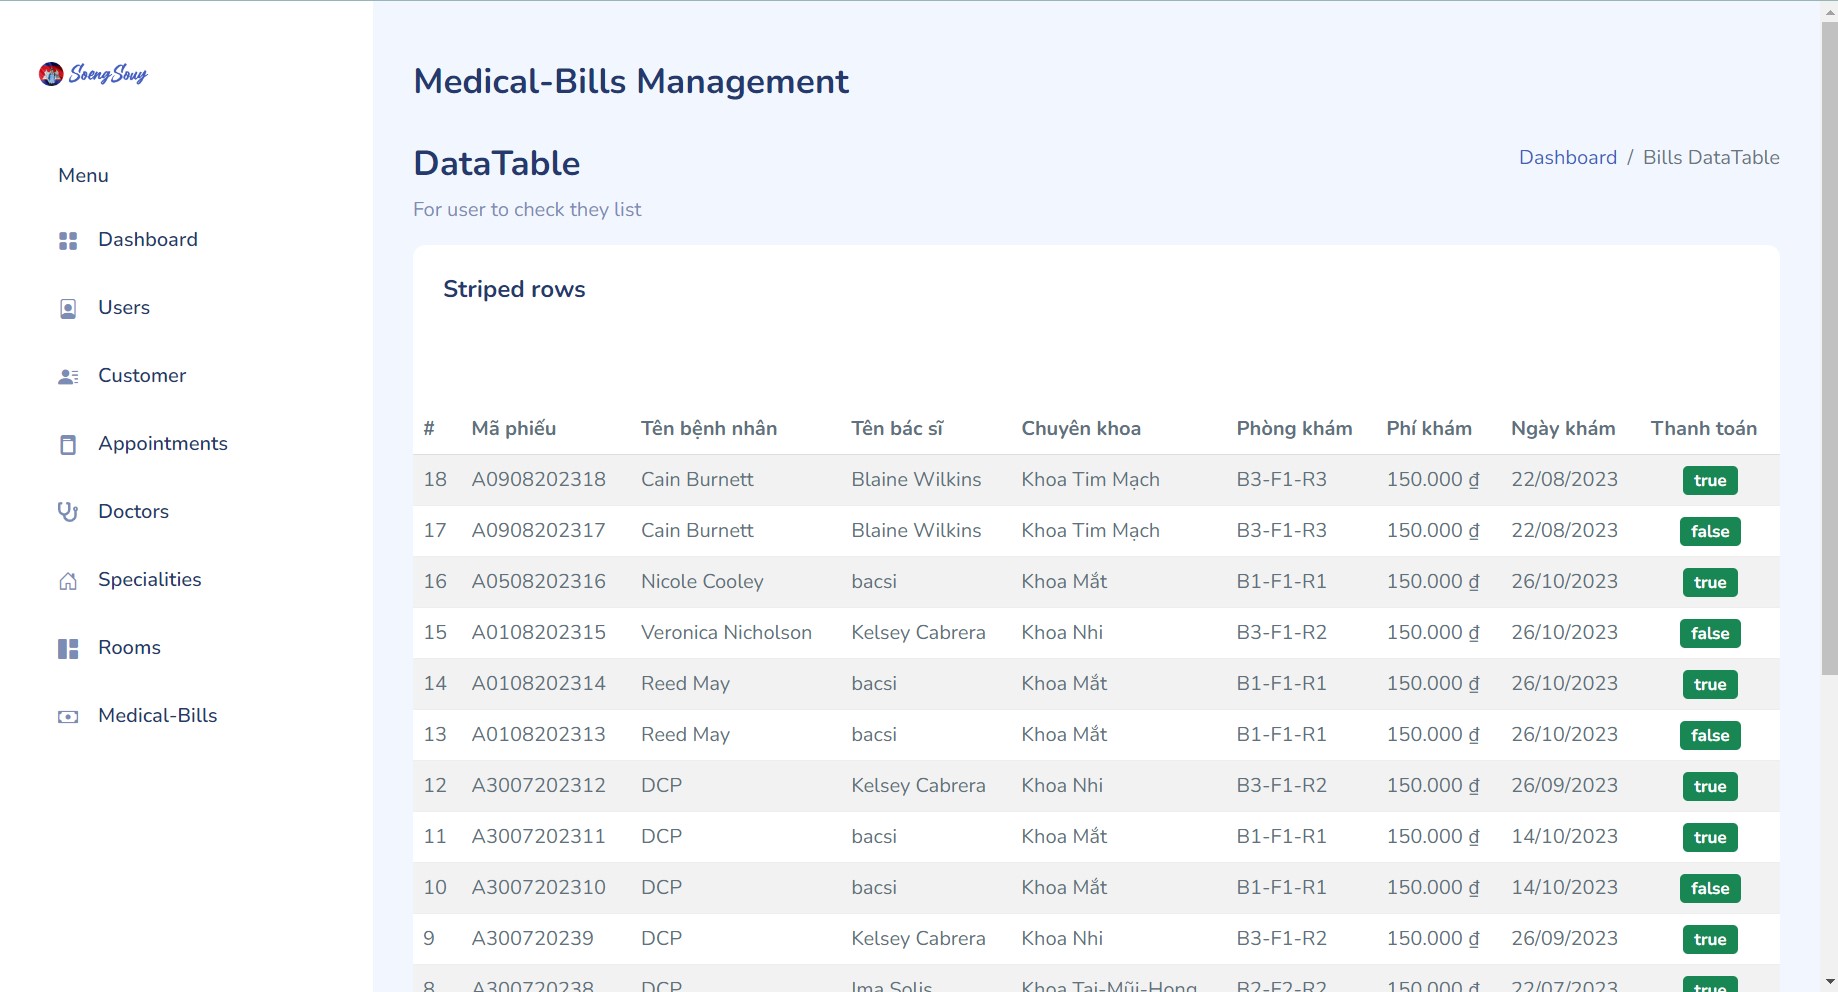 SoengSouy
Menu
Dashboard
Users
Customer
Appointments
Doctors
Specialities
Rooms
Medical-Bills
Medical-Bills Management
DataTable
For user to check they list
Dashboard / Bills DataTable
Striped rows
# Mã phiếu Tên bệnh nhân Tên bác sĩ Chuyên khoa Phòng khám Phí khám Ngày khám Thanh toán
18 A0908202318 Cain Burnett Blaine Wilkins Khoa Tim Mạch B3-F1-R3 150.000 ₫ 22/08/2023 true
17 A0908202317 Cain Burnett Blaine Wilkins Khoa Tim Mạch B3-F1-R3 150.000 ₫ 22/08/2023 false
16 A0508202316 Nicole Cooley bacsi Khoa Mắt B1-F1-R1 150.000 ₫ 26/10/2023 true
15 A0108202315 Veronica Nicholson Kelsey Cabrera Khoa Nhi B3-F1-R2 150.000 ₫ 26/10/2023 false
14 A0108202314 Reed May bacsi Khoa Mắt B1-F1-R1 150.000 ₫ 26/10/2023 true
13 A0108202313 Reed May bacsi Khoa Mắt B1-F1-R1 150.000 ₫ 26/10/2023 false
12 A3007202312 DCP Kelsey Cabrera Khoa Nhi B3-F1-R2 150.000 ₫ 26/09/2023 true
11 A3007202311 DCP bacsi Khoa Mắt B1-F1-R1 150.000 ₫ 14/10/2023 true
10 A3007202310 DCP bacsi Khoa Mắt B1-F1-R1 150.000 ₫ 14/10/2023 false
9 A300720239 DCP Kelsey Cabrera Khoa Nhi B3-F1-R2 150.000 ₫ 26/09/2023 true
8 A300720238 DCP Ima Solis Khoa Tai-Mũi-Họng B2-F2-R2 150.000 ₫ 22/07/2023 true